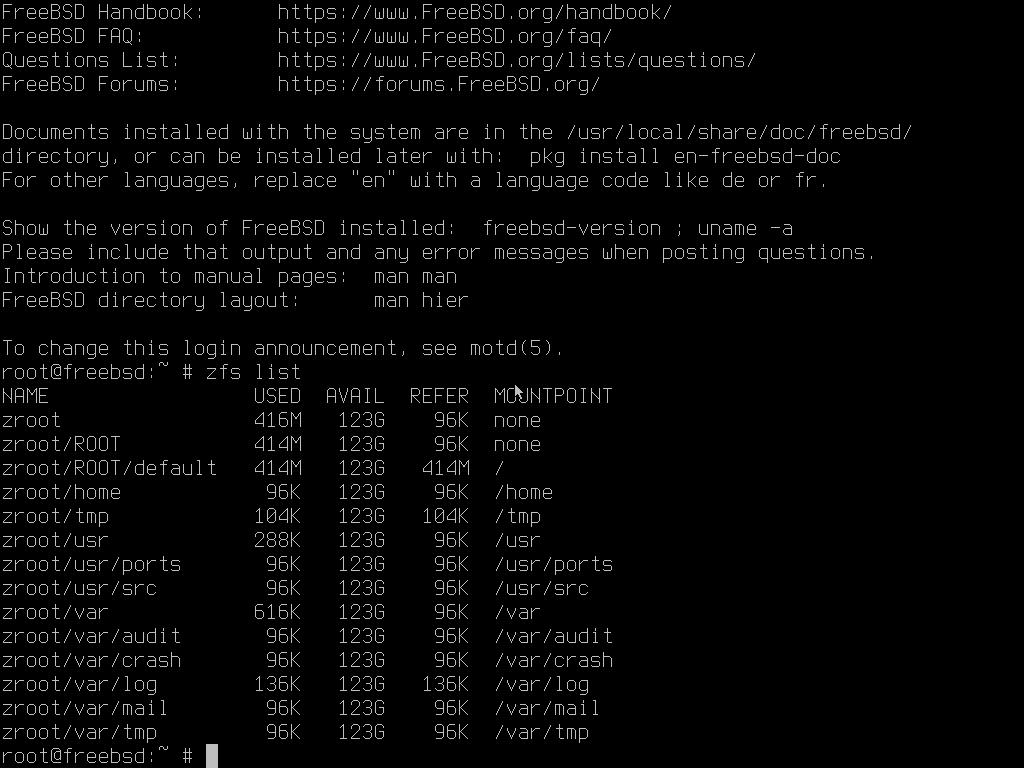 FreeBSD Handbook:      https://www.FreeBSD.org/handbook/
FreeBSD FAQ:           https://www.FreeBSD.org/faq/
Questions List:        https://www.FreeBSD.org/lists/questions/
FreeBSD Forums:        https://forums.FreeBSD.org/

Documents installed with the system are in the /usr/local/share/doc/freebsd/
directory, or can be installed later with:  pkg install en-freebsd-doc
For other languages, replace "en" with a language code like de or fr.

Show the version of FreeBSD installed:  freebsd-version ; uname -a
Please include that output and any error messages when posting questions.
Introduction to manual pages:  man man
FreeBSD directory layout:      man hier

To change this login announcement, see motd(5).
root@freebsd:~ # zfs list
NAME                 USED  AVAIL  REFER  MOUNTPOINT
zroot                416M   123G    96K  none
zroot/ROOT           414M   123G    96K  none
zroot/ROOT/default   414M   123G   414M  /
zroot/home            96K   123G    96K  /home
zroot/tmp            104K   123G   104K  /tmp
zroot/usr            288K   123G    96K  /usr
zroot/usr/ports       96K   123G    96K  /usr/ports
zroot/usr/src         96K   123G    96K  /usr/src
zroot/var            616K   123G    96K  /var
zroot/var/audit       96K   123G    96K  /var/audit
zroot/var/crash       96K   123G    96K  /var/crash
zroot/var/log        136K   123G   136K  /var/log
zroot/var/mail        96K   123G    96K  /var/mail
zroot/var/tmp         96K   123G    96K  /var/tmp
root@freebsd:~ #